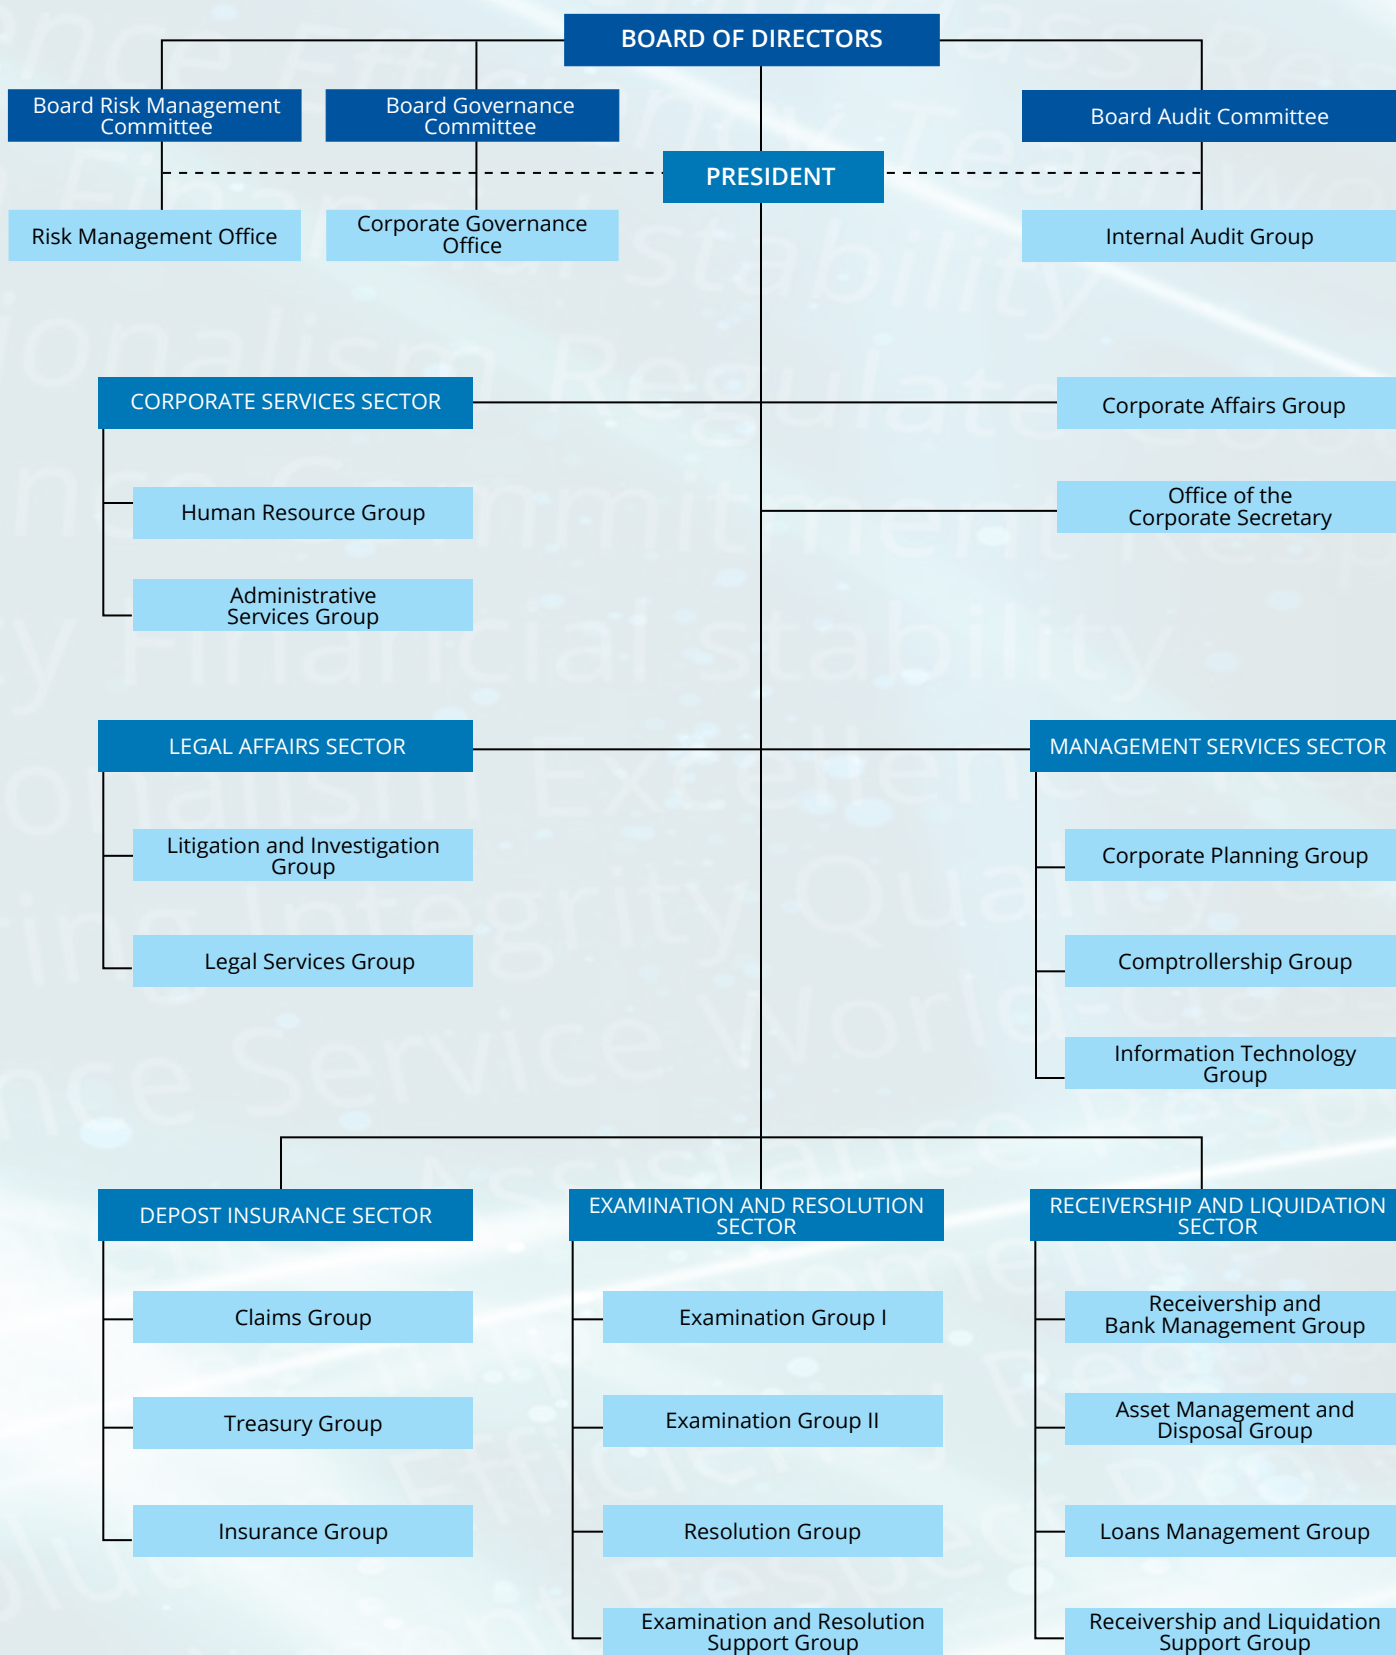 BOARD OF DIRECTORS
Board Risk Management
Committee
Board Governance
Committee
Board Audit Committee
PRESIDENT
Risk Management Office
Corporate Governance
Office
Internal Audit Group
CORPORATE SERVICES SECTOR
Corporate Affairs Group
Human Resource Group
Office of the
Corporate Secretary
Administrative
Services Group
LEGAL AFFAIRS SECTOR
MANAGEMENT SERVICES SECTOR
Litigation and Investigation
Group
Corporate Planning Group
Legal Services Group
Comptrollership Group
Information Technology
Group
DEPOST INSURANCE SECTOR
EXAMINATION AND RESOLUTION
SECTOR
RECEIVERSHIP AND LIQUIDATION
SECTOR
Claims Group
Examination Group I
Receivership and
Bank Management Group
Treasury Group
Examination Group II
Asset Management and
Disposal Group
Insurance Group
Resolution Group
Loans Management Group
Examination and Resolution
Support Group
Receivership and Liquidation
Support Group